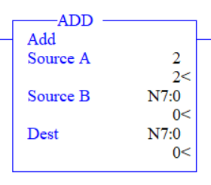 ADD
Add
Source A 2
2<
Source B N7:0
0<
Dest N7:0
0<